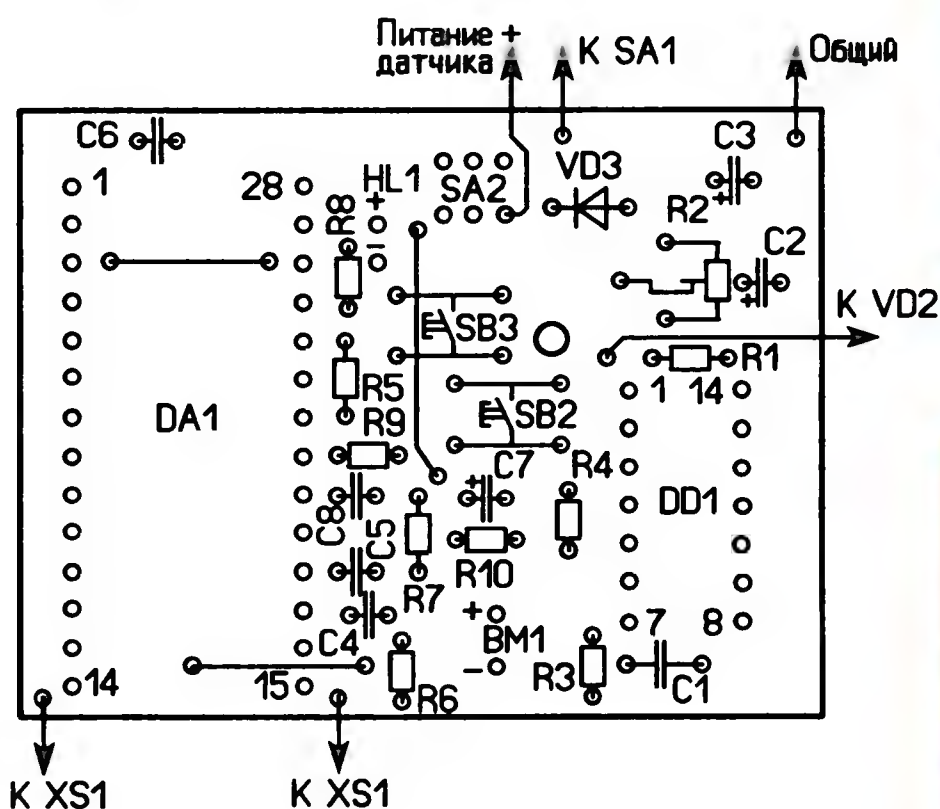 Питание +
датчика
К SA1
Общий
C6
C3
1
28
HL1
SA2
VD3
+
R8
+
R2
C2
–
+
К VD2
SB3
R1
R5
1
14
DA1
R9
SB2
C7
R4
+
C8
C5
DD1
R7
R10
+
BM1
7
8
C4
–
R3
C1
14
15
R6
К XS1
К XS1